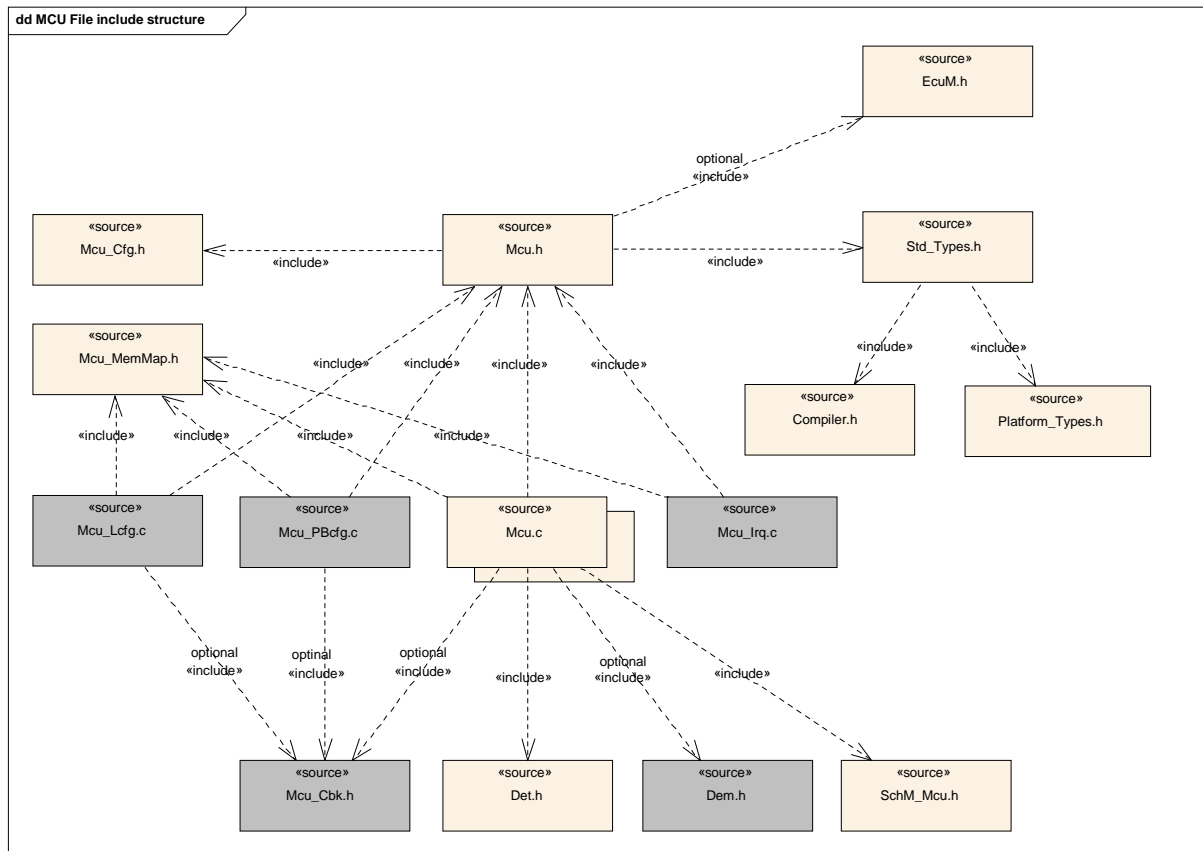 dd MCU File include structure
«source»
EcuM.h
optional
«include»
«source»
Mcu_Cfg.h
«source»
Mcu.h
«source»
Std_Types.h
«include»
«include»
«source»
Mcu_MemMap.h
«include»
«include»
«include»
«include»
«include»
«include»
«source»
Compiler.h
«source»
Platform_Types.h
«include»
«include»
«include»
«include»
«source»
Mcu_Lcfg.c
«source»
Mcu_PBcfg.c
«source»
Mcu.c
«source»
Mcu_Irq.c
optional
«include»
optinal
«include»
optional
«include»
«include»
optional
«include»
«include»
«source»
Mcu_Cbk.h
«source»
Det.h
«source»
Dem.h
«source»
SchM_Mcu.h